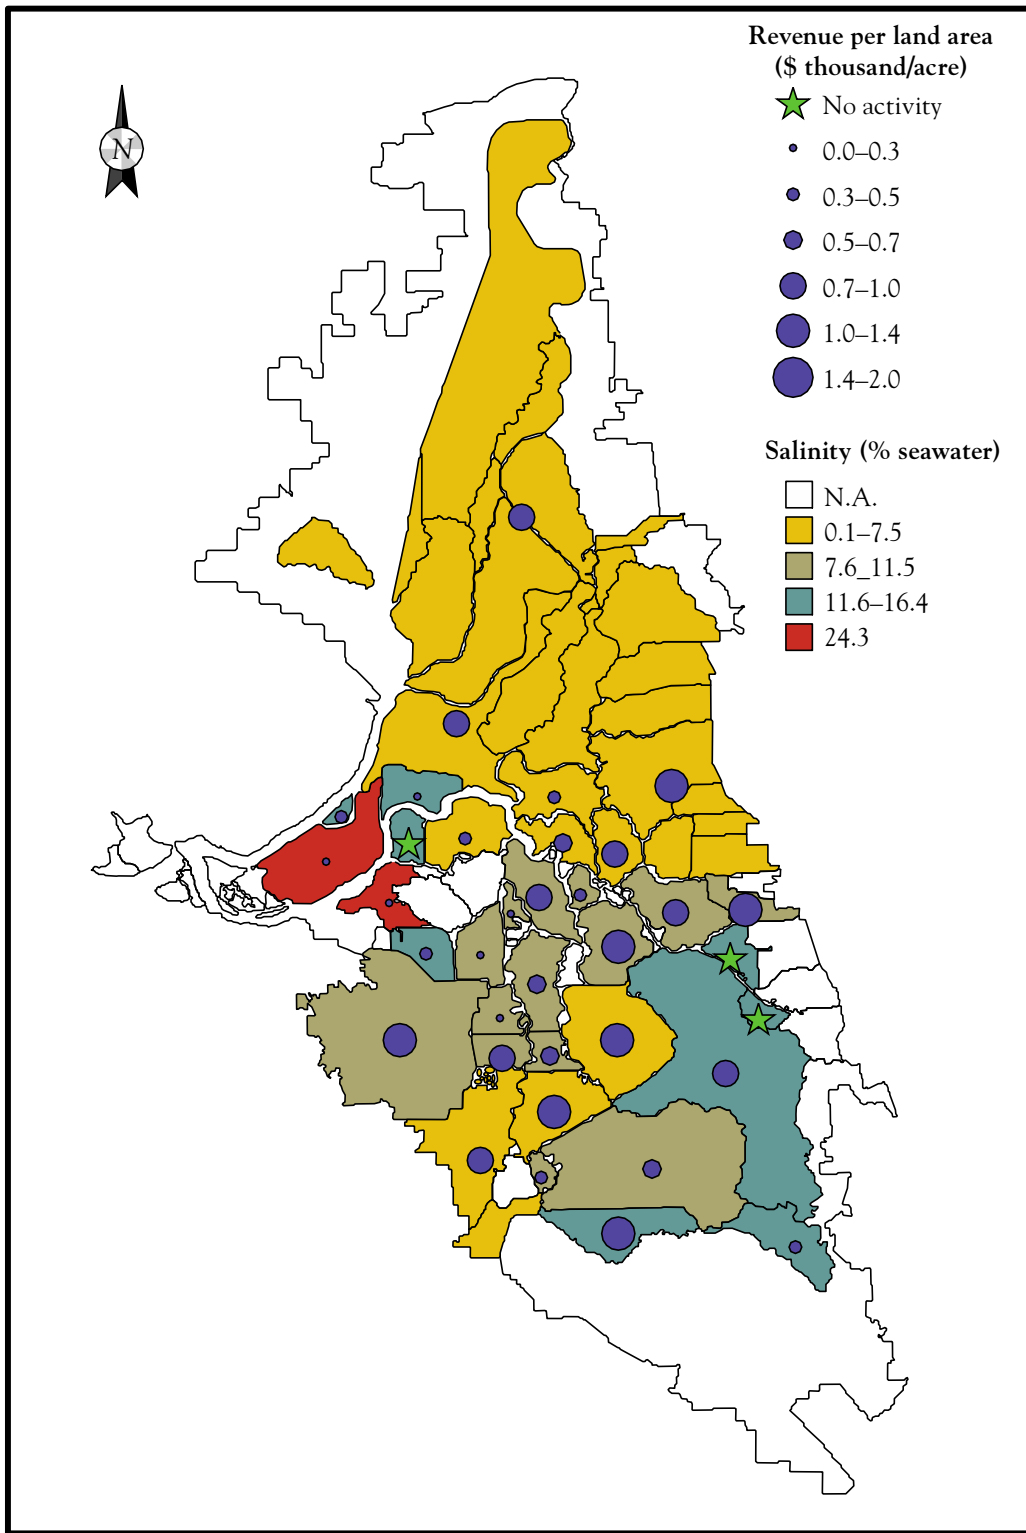 Revenue per land area
($ thousand/acre)
No activity
0.0–0.3
0.3–0.5
0.5–0.7
0.7–1.0
1.0–1.4
1.4–2.0
N
Salinity (% seawater)
N.A.
0.1–7.5
7.6_11.5
11.6–16.4
24.3